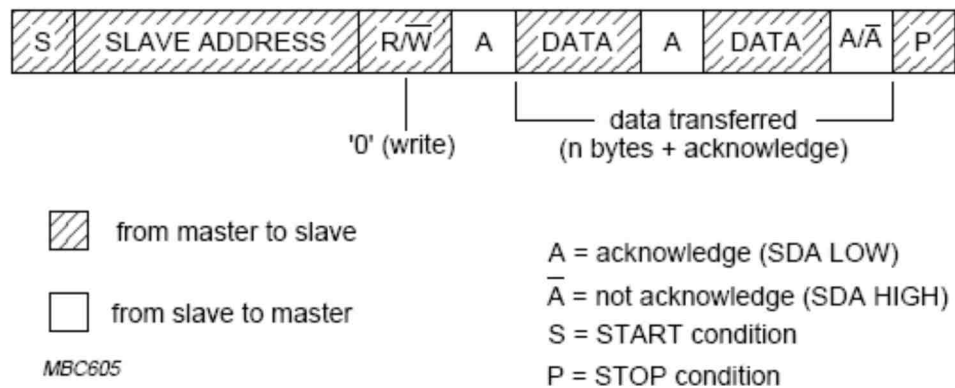 S SLAVE ADDRESS R/W̅ A DATA A DATA A/A̅ P
'0' (write)
data transferred
(n bytes + acknowledge)
from master to slave
from slave to master
A = acknowledge (SDA LOW)
A̅ = not acknowledge (SDA HIGH)
S = START condition
P = STOP condition
MBC605